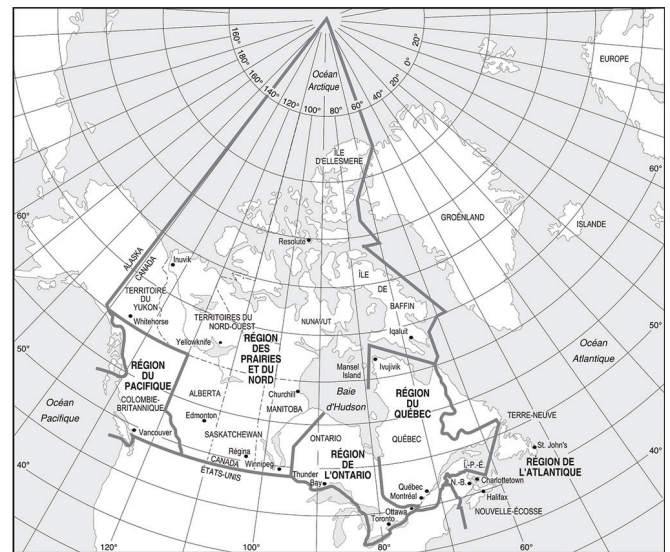 160°
180°
160°
140°
120°
100°
80°
60°
40°
20°
0°
20°
Océan
Arctique
EUROPE
ÎLE
D'ELLESMERE
GROËNLAND
ISLANDE
60°
60°
Resolute
ALASKA
CANADA
Inuvik
ÎLE
DE
BAFFIN
TERRITOIRE
DU
YUKON
Whitehorse
TERRITOIRES DU
NORD-OUEST
NUNAVUT
Iqaluit
Yellowknife
RÉGION
DES
PRAIRIES
ET DU
NORD
50°
50°
Océan
Atlantique
Mansel
Island
Ivujivik
RÉGION
DU
PACIFIQUE
COLOMBIE-
BRITANNIQUE
ALBERTA
Churchill
MANITOBA
Baie
d'Hudson
RÉGION
DU
QUÉBEC
Océan
Pacifique
Edmonton
TERRE-NEUVE
Vancouver
SASKATCHEWAN
ONTARIO
QUÉBEC
St. John's
Régina
CANADA
ÉTATS-UNIS
Winnipeg
RÉGION
DE
L'ONTARIO
Î.-P.-É.
RÉGION DE
L'ATLANTIQUE
40°
40°
Thunder
Bay
Québec
Montréal
N.-B.
Charlottetown
Halifax
Ottawa
Toronto
NOUVELLE-ÉCOSSE
120°
100°
80°
60°